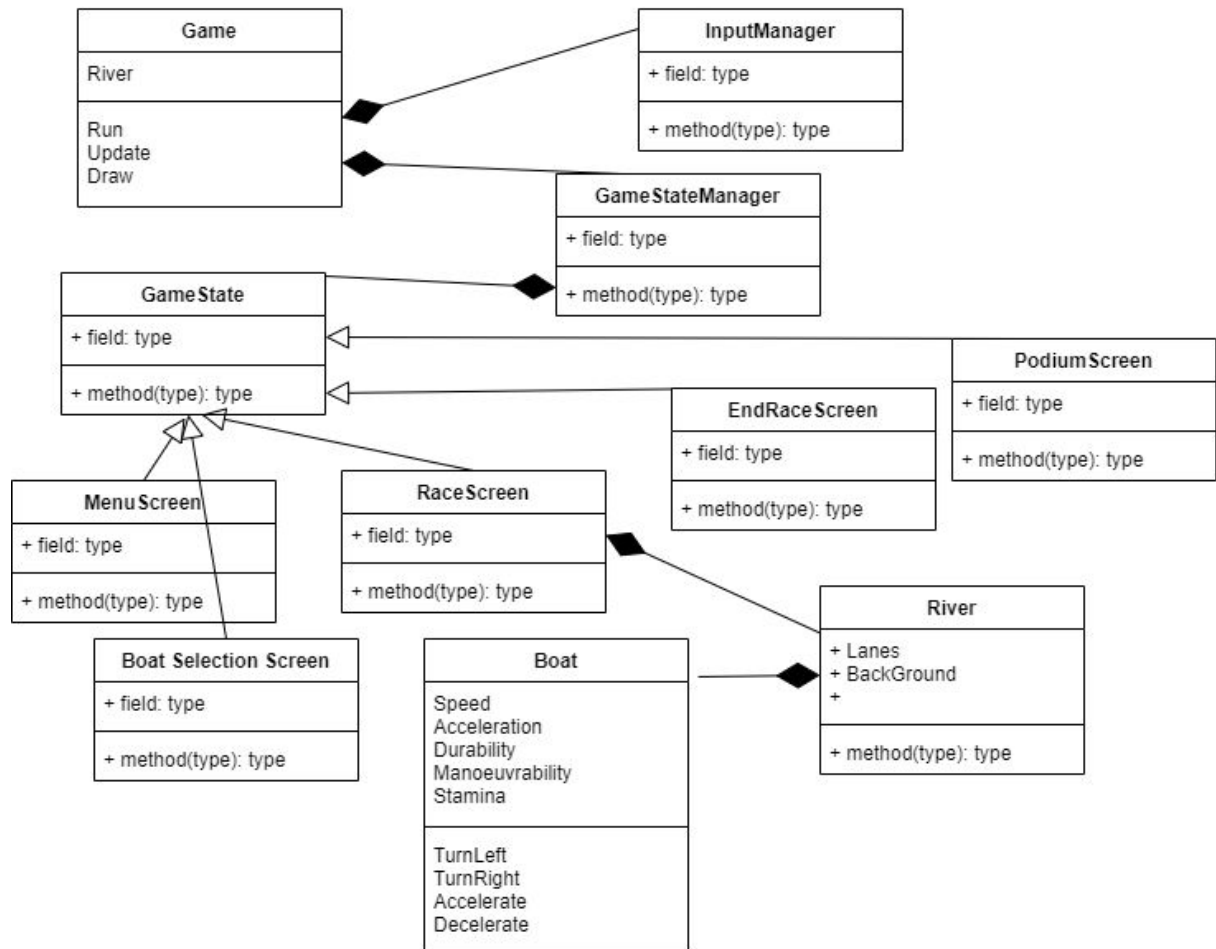 Game
River
Run
Update
Draw
InputManager
+ field: type
+ method(type): type
GameStateManager
+ field: type
+ method(type): type
GameState
+ field: type
+ method(type): type
PodiumScreen
+ field: type
+ method(type): type
EndRaceScreen
+ field: type
+ method(type): type
MenuScreen
+ field: type
+ method(type): type
RaceScreen
+ field: type
+ method(type): type
River
+ Lanes
+ BackGround
+
+ method(type): type
Boat Selection Screen
+ field: type
+ method(type): type
Boat
Speed
Acceleration
Durability
Manoeuvrability
Stamina
TurnLeft
TurnRight
Accelerate
Decelerate